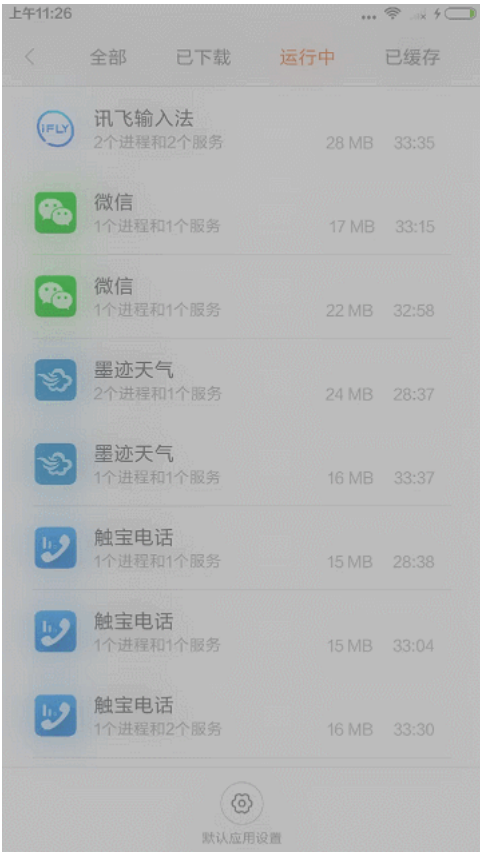 上午11:26
全部 已下载 运行中 已缓存
iFLY
讯飞输入法
2个进程和2个服务 28 MB 33:35
微信
1个进程和1个服务 17 MB 33:15
微信
1个进程和1个服务 22 MB 32:58
墨迹天气
2个进程和2个服务 24 MB 28:37
墨迹天气
1个进程和1个服务 16 MB 33:37
触宝电话
1个进程和1个服务 15 MB 28:38
触宝电话
1个进程和1个服务 15 MB 33:04
触宝电话
1个进程和2个服务 16 MB 33:30
默认应用设置